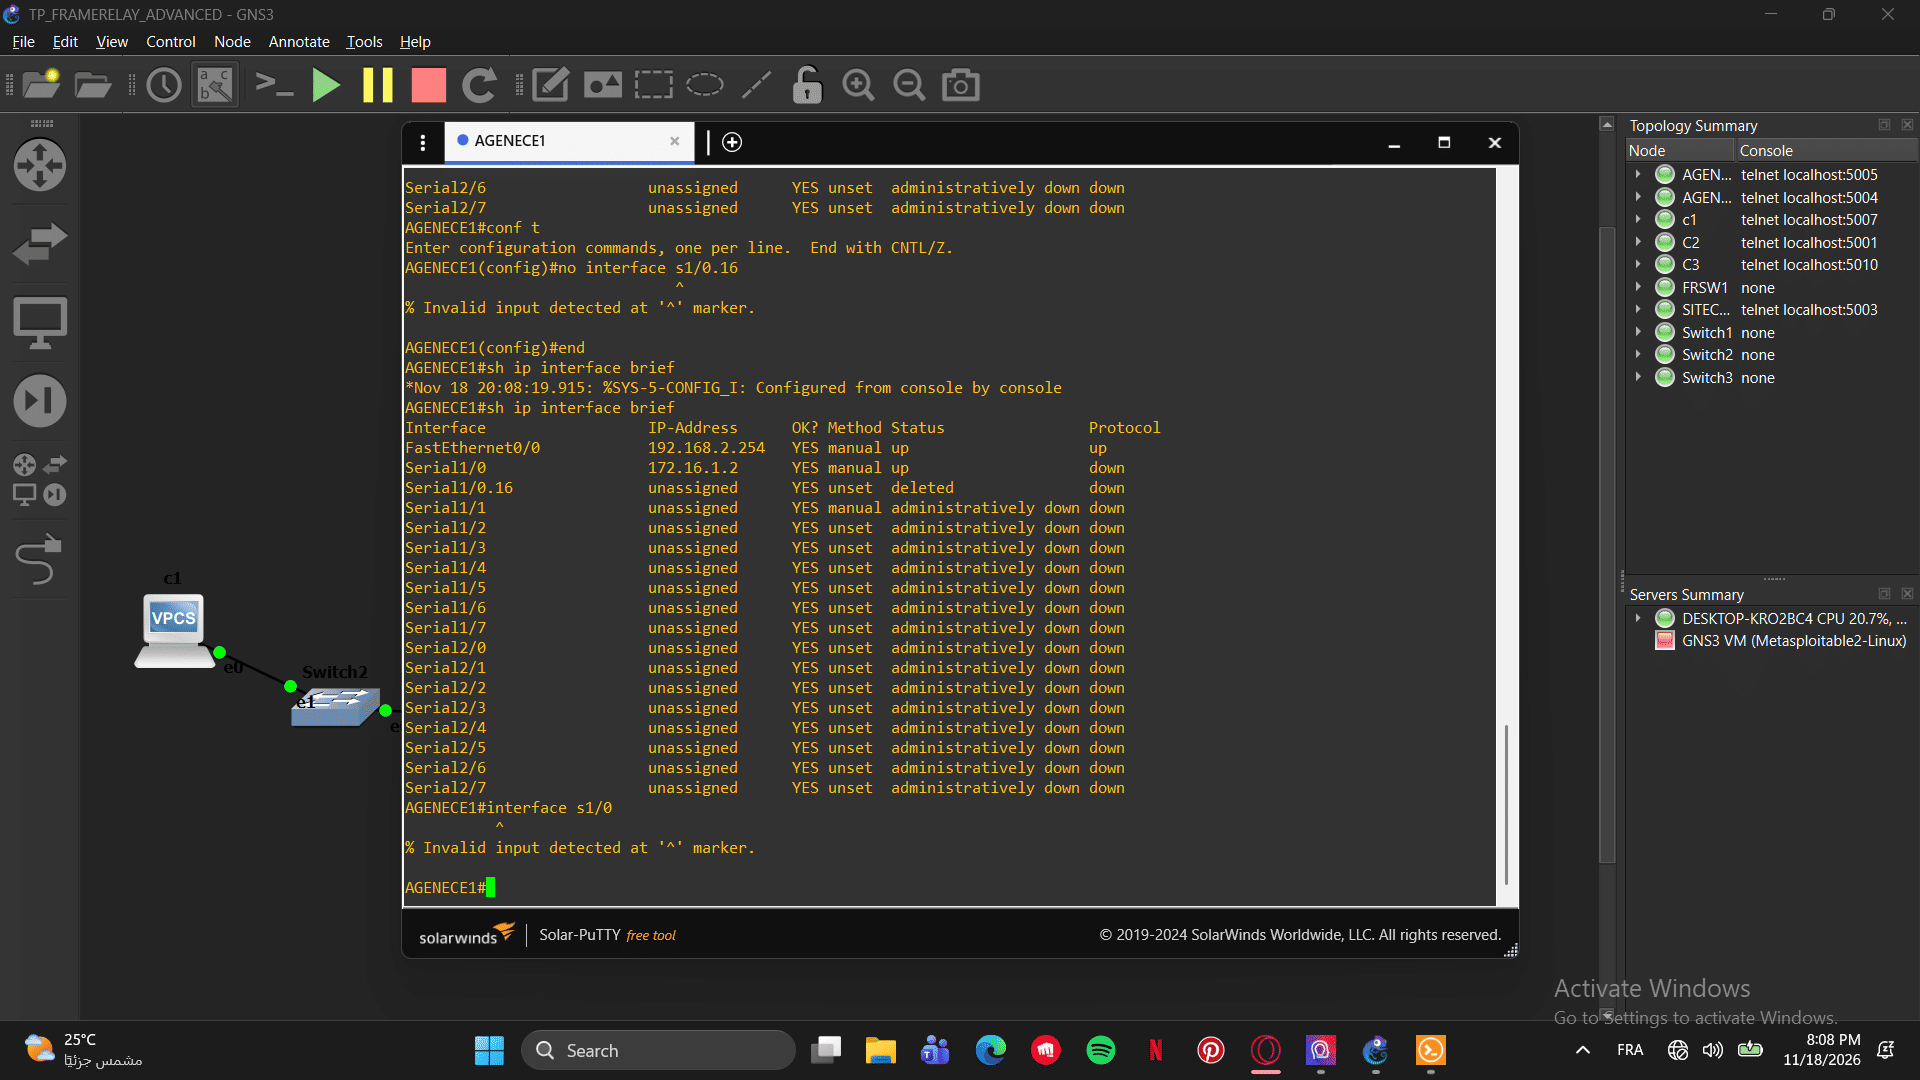 TP_FRAMERELAY_ADVANCED - GNS3
File Edit View Control Node Annotate Tools Help
AGENECE1
Serial2/6 unassigned YES unset administratively down down
Serial2/7 unassigned YES unset administratively down down
AGENECE1#conf t
Enter configuration commands, one per line. End with CNTL/Z.
AGENECE1(config)#no interface s1/0.16
^
% Invalid input detected at '^' marker.
AGENECE1(config)#end
AGENECE1#sh ip interface brief
*Nov 18 20:08:19.915: %SYS-5-CONFIG_I: Configured from console by console
AGENECE1#sh ip interface brief
Interface IP-Address OK? Method Status Protocol
FastEthernet0/0 192.168.2.254 YES manual up up
Serial1/0 172.16.1.2 YES manual up down
Serial1/0.16 unassigned YES unset deleted down
Serial1/1 unassigned YES manual administratively down down
Serial1/2 unassigned YES unset administratively down down
Serial1/3 unassigned YES unset administratively down down
Serial1/4 unassigned YES unset administratively down down
Serial1/5 unassigned YES unset administratively down down
Serial1/6 unassigned YES unset administratively down down
Serial1/7 unassigned YES unset administratively down down
Serial2/0 unassigned YES unset administratively down down
Serial2/1 unassigned YES unset administratively down down
Serial2/2 unassigned YES unset administratively down down
Serial2/3 unassigned YES unset administratively down down
Serial2/4 unassigned YES unset administratively down down
Serial2/5 unassigned YES unset administratively down down
Serial2/6 unassigned YES unset administratively down down
Serial2/7 unassigned YES unset administratively down down
AGENECE1#interface s1/0
^
% Invalid input detected at '^' marker.
AGENECE1#
solarwinds Solar-PuTTY free tool © 2019-2024 SolarWinds Worldwide, LLC. All rights reserved.
c1
VPCS
e0
Switch2
e1
Topology Summary
Node Console
AGEN... telnet localhost:5005
AGEN... telnet localhost:5004
c1 telnet localhost:5007
C2 telnet localhost:5001
C3 telnet localhost:5010
FRSW1 none
SITEC... telnet localhost:5003
Switch1 none
Switch2 none
Switch3 none
Servers Summary
DESKTOP-KRO2BC4 CPU 20.7%, ...
GNS3 VM (Metasploitable2-Linux)
Activate Windows
Go to Settings to activate Windows.
25°C
مشمس جزئيًا
Search
FRA
8:08 PM
11/18/2026